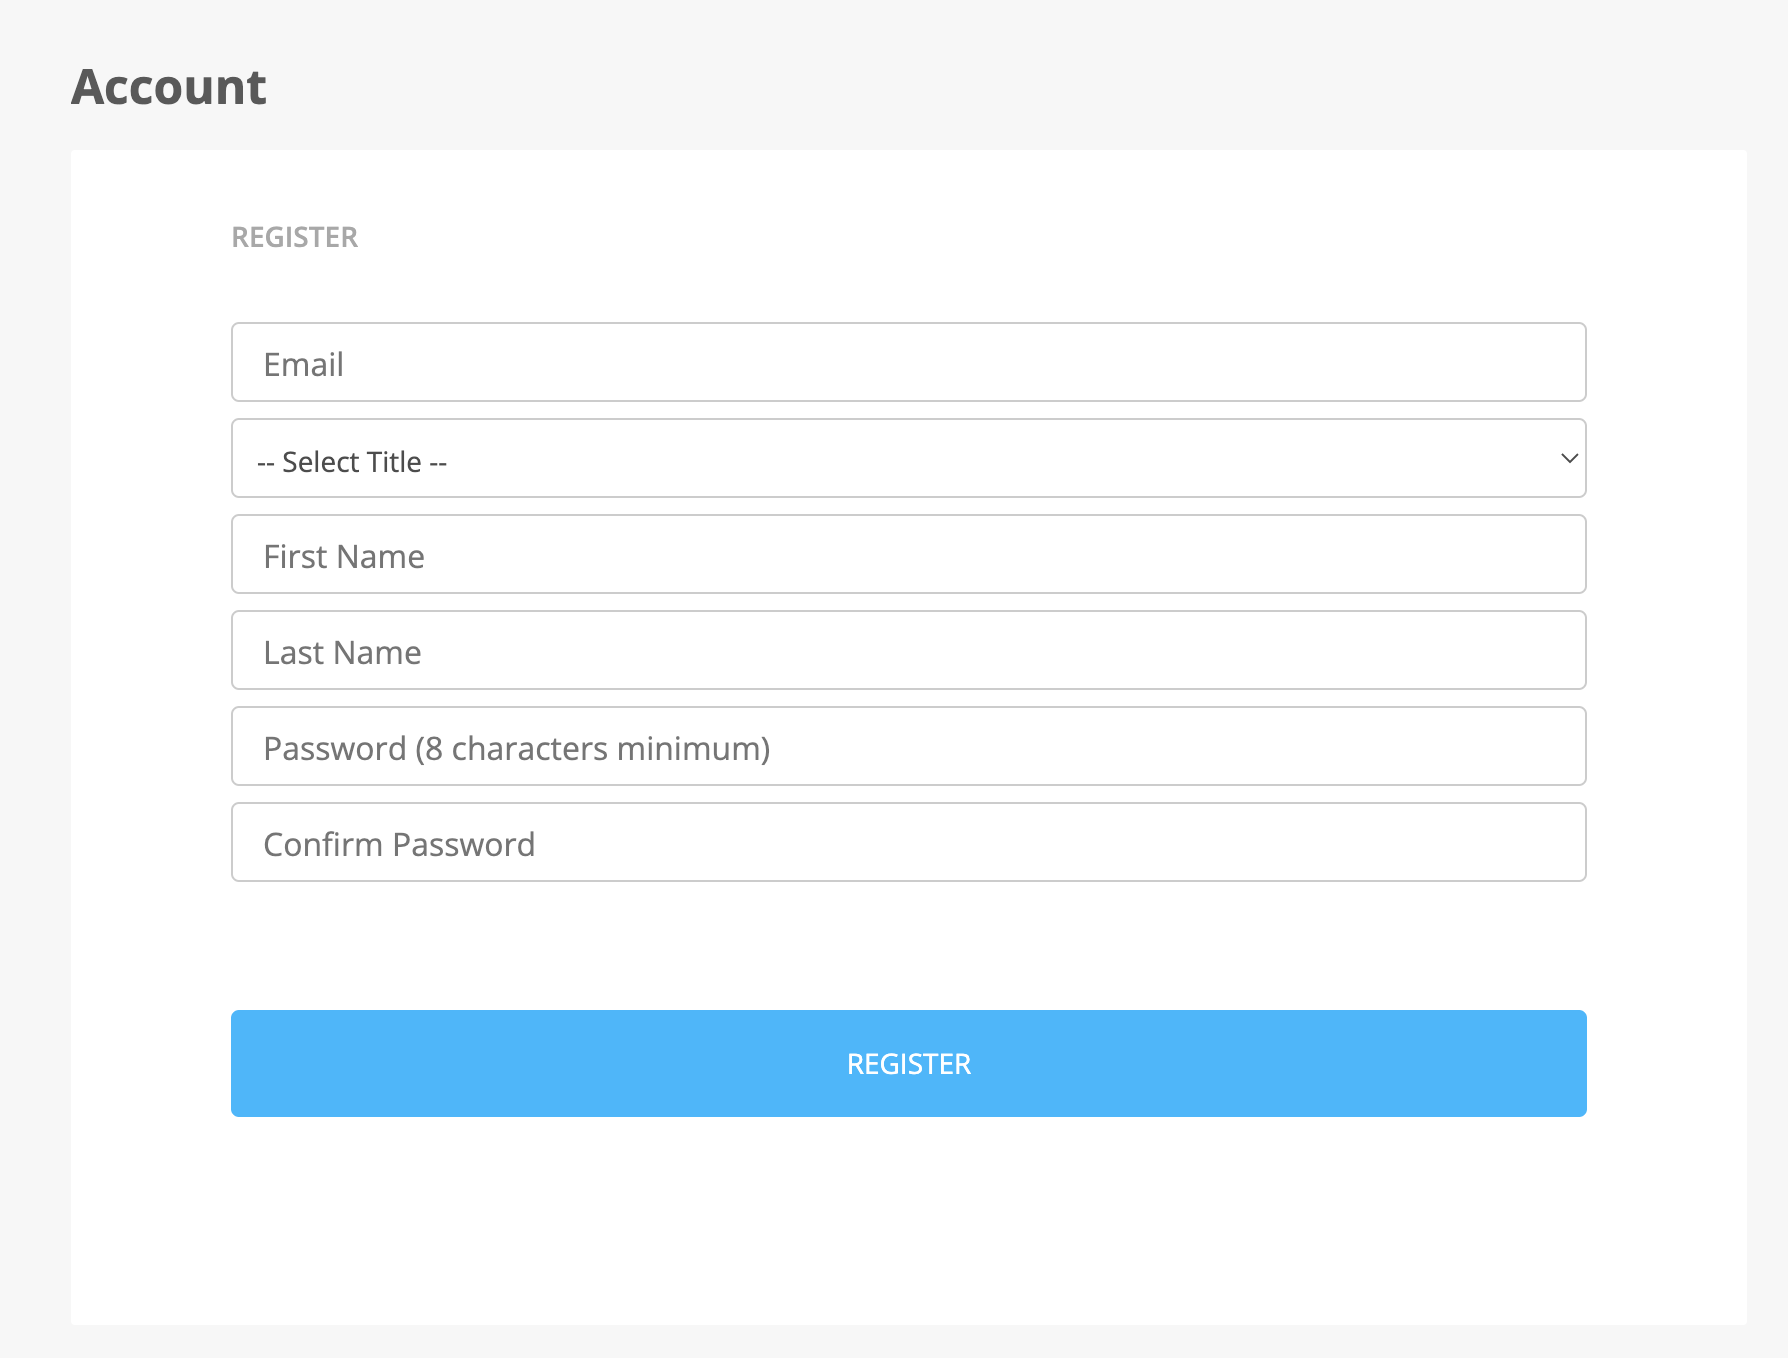 Account
REGISTER
Email
-- Select Title --
First Name
Last Name
Password (8 characters minimum)
Confirm Password
REGISTER